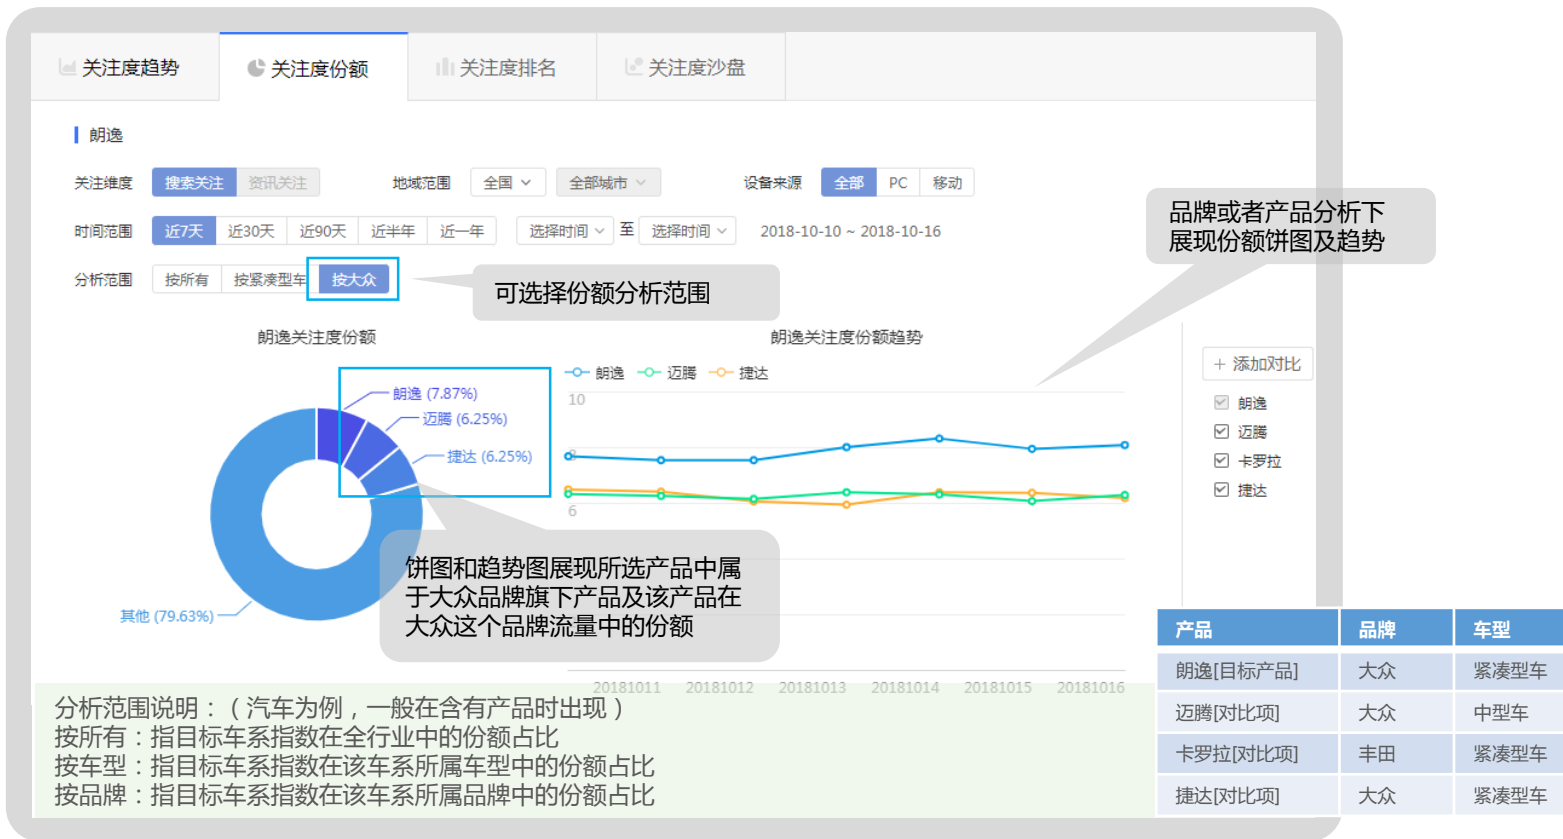 关注度趋势
关注度份额
关注度排名
关注度沙盘
朗逸
关注维度 搜索关注 资讯关注 地域范围 全国 全部城市 设备来源 全部 PC 移动
时间范围 近7天 近30天 近90天 近半年 近一年 选择时间 至 选择时间 2018-10-10 ~ 2018-10-16
分析范围 按所有 按紧凑型车 按大众
可选择份额分析范围
品牌或者产品分析下
展现份额饼图及趋势
朗逸关注度份额
朗逸 (7.87%)
迈腾 (6.25%)
捷达 (6.25%)
其他 (79.63%)
朗逸关注度份额趋势
朗逸 迈腾 捷达
10
8
6
20181011 20181012 20181013 20181014 20181015 20181016
+ 添加对比
朗逸
迈腾
卡罗拉
捷达
饼图和趋势图展现所选产品中属
于大众品牌旗下产品及该产品在
大众这个品牌流量中的份额
分析范围说明：（汽车为例，一般在含有产品时出现）
按所有：指目标车系指数在全行业中的份额占比
按车型：指目标车系指数在该车系所属车型中的份额占比
按品牌：指目标车系指数在该车系所属品牌中的份额占比
产品 品牌 车型
朗逸[目标产品] 大众 紧凑型车
迈腾[对比项] 大众 中型车
卡罗拉[对比项] 丰田 紧凑型车
捷达[对比项] 大众 紧凑型车